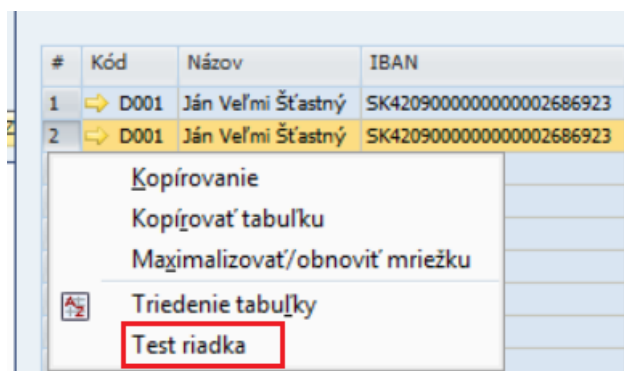 # Kód Názov IBAN
1 D001 Ján Veľmi Šťastný SK4209000000000002686923
2 D001 Ján Veľmi Šťastný SK4209000000000002686923
Kopírovanie
Kopírovať tabuľku
Maximalizovať/obnoviť mriežku
Triedenie tabuľky
Test riadka